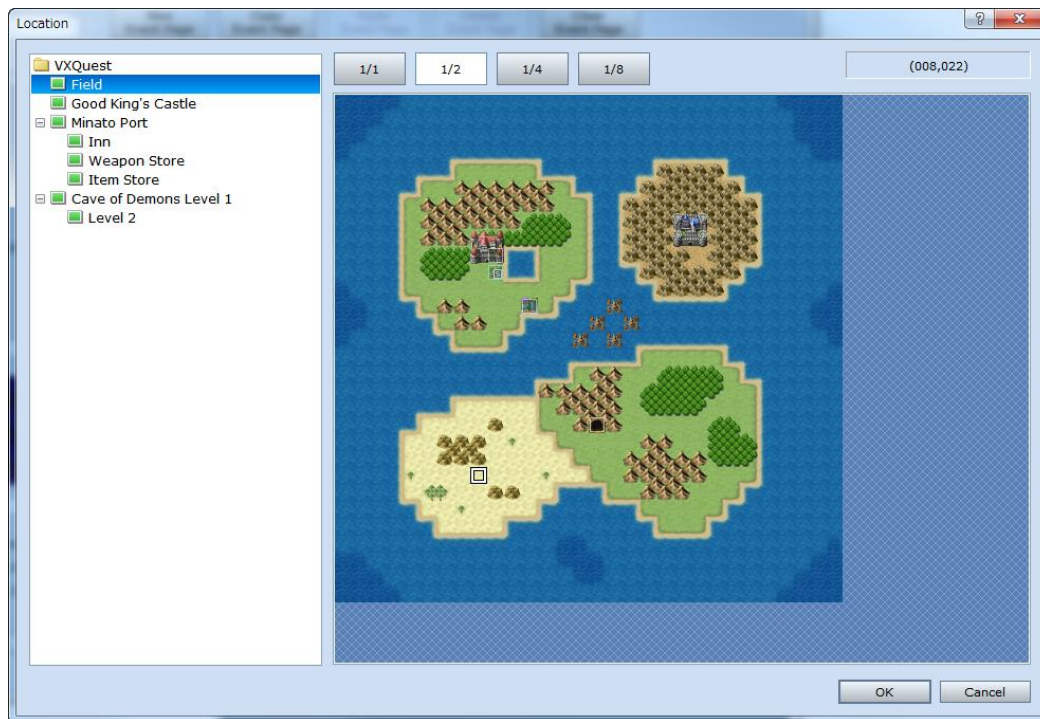 Location
VXQuest
Field
Good King's Castle
Minato Port
Inn
Weapon Store
Item Store
Cave of Demons Level 1
Level 2
1/1
1/2
1/4
1/8
(008,022)
OK
Cancel